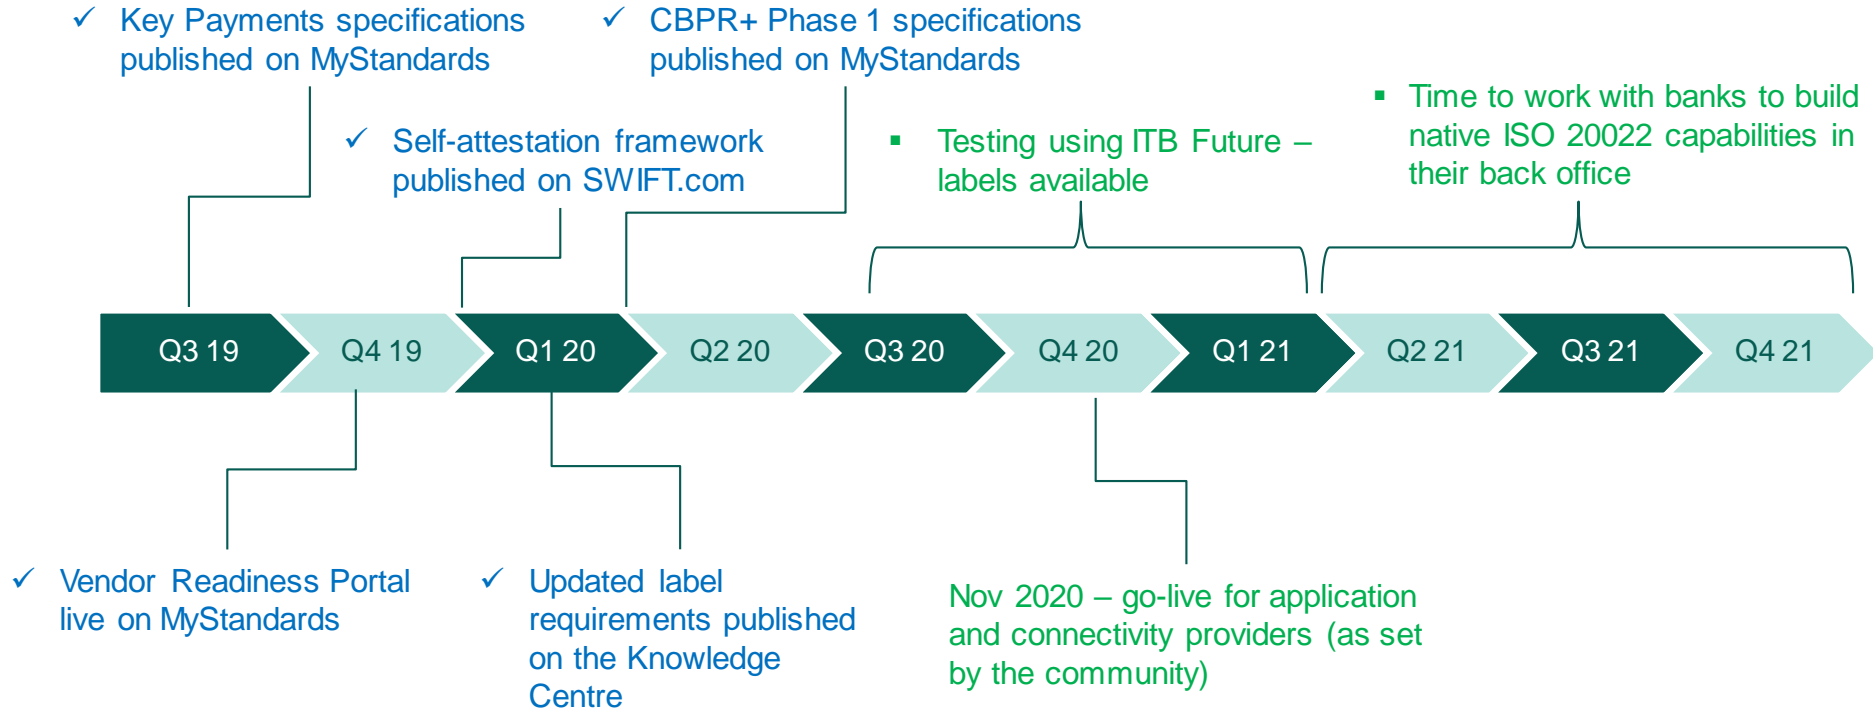 ✓ Key Payments specifications
published on MyStandards
✓ CBPR+ Phase 1 specifications
published on MyStandards
✓ Self-attestation framework
published on SWIFT.com
▪ Testing using ITB Future –
labels available
▪ Time to work with banks to build
native ISO 20022 capabilities in
their back office
Q3 19
Q4 19
Q1 20
Q2 20
Q3 20
Q4 20
Q1 21
Q2 21
Q3 21
Q4 21
✓ Vendor Readiness Portal
live on MyStandards
✓ Updated label
requirements published
on the Knowledge
Centre
Nov 2020 – go-live for application
and connectivity providers (as set
by the community)